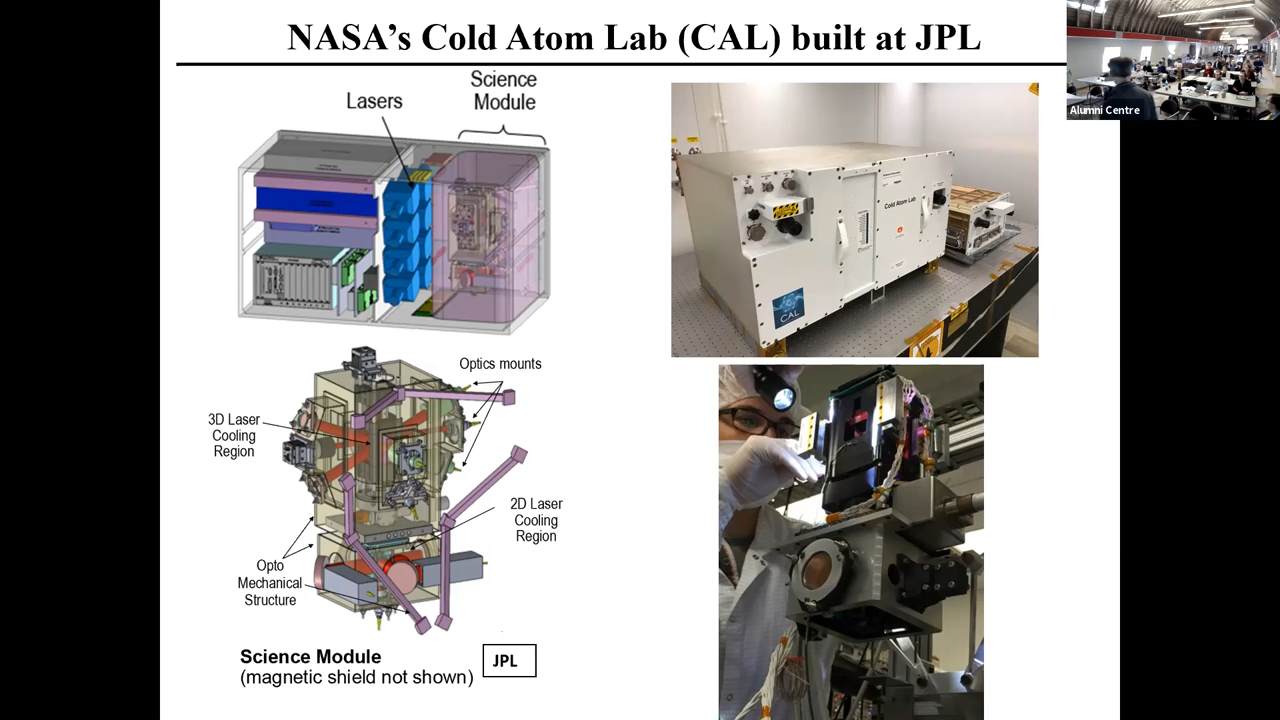 NASA's Cold Atom Lab (CAL) built at JPL
Alumni Centre
Lasers
Science
Module
Cold Atom Lab
CAL
Optics mounts
3D Laser
Cooling
Region
2D Laser
Cooling
Region
Opto
Mechanical
Structure
Science Module
(magnetic shield not shown)
JPL